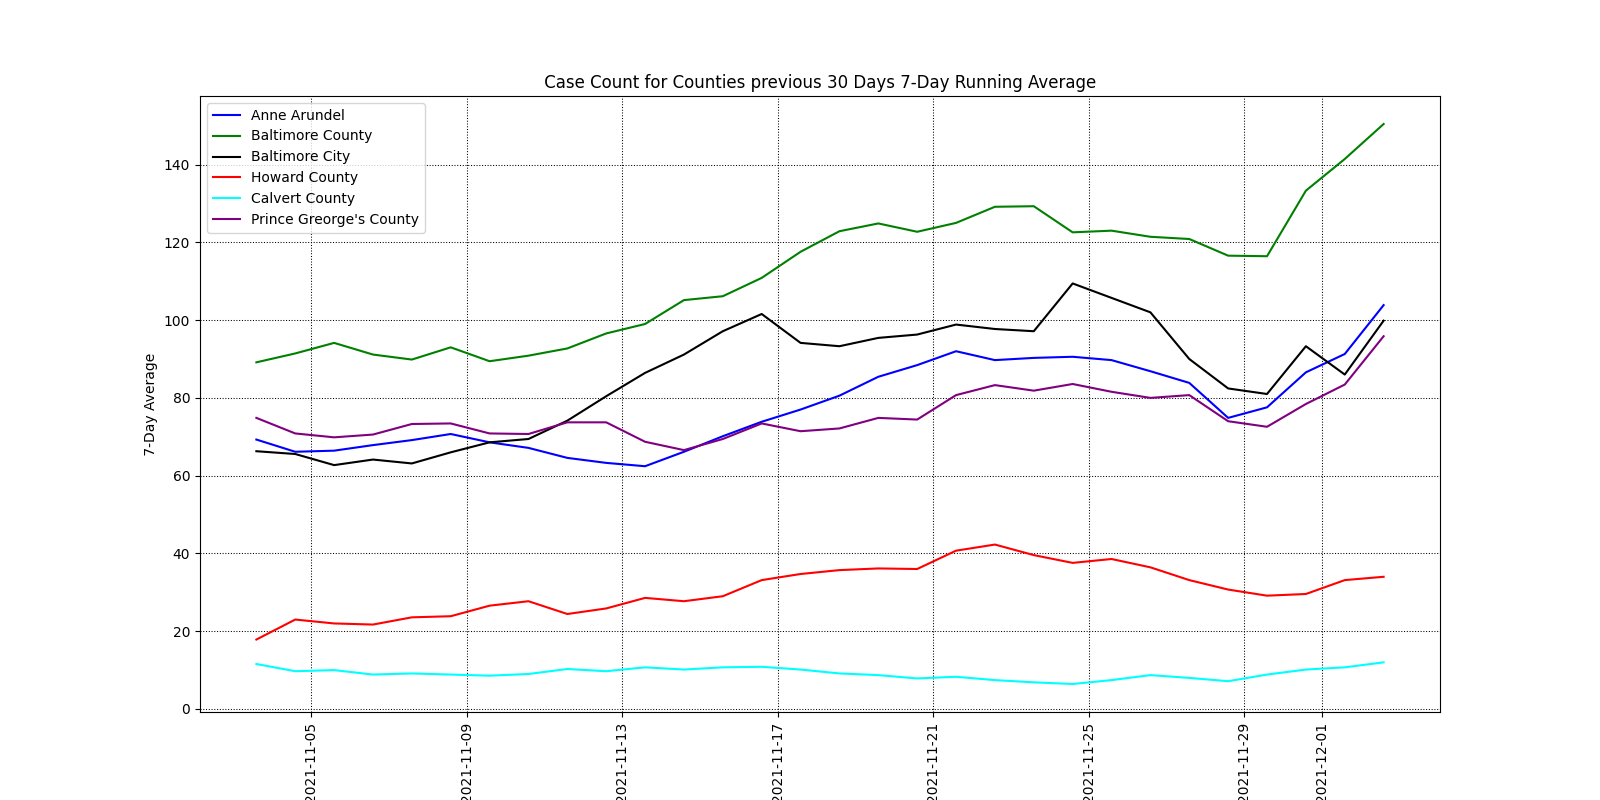 Case Count for Counties previous 30 Days 7-Day Running Average
Anne Arundel
Baltimore County
Baltimore City
Howard County
Calvert County
Prince Greorge's County
7-Day Average
140
120
100
80
60
40
20
0
2021-11-05
2021-11-09
2021-11-13
2021-11-17
2021-11-21
2021-11-25
2021-11-29
2021-12-01